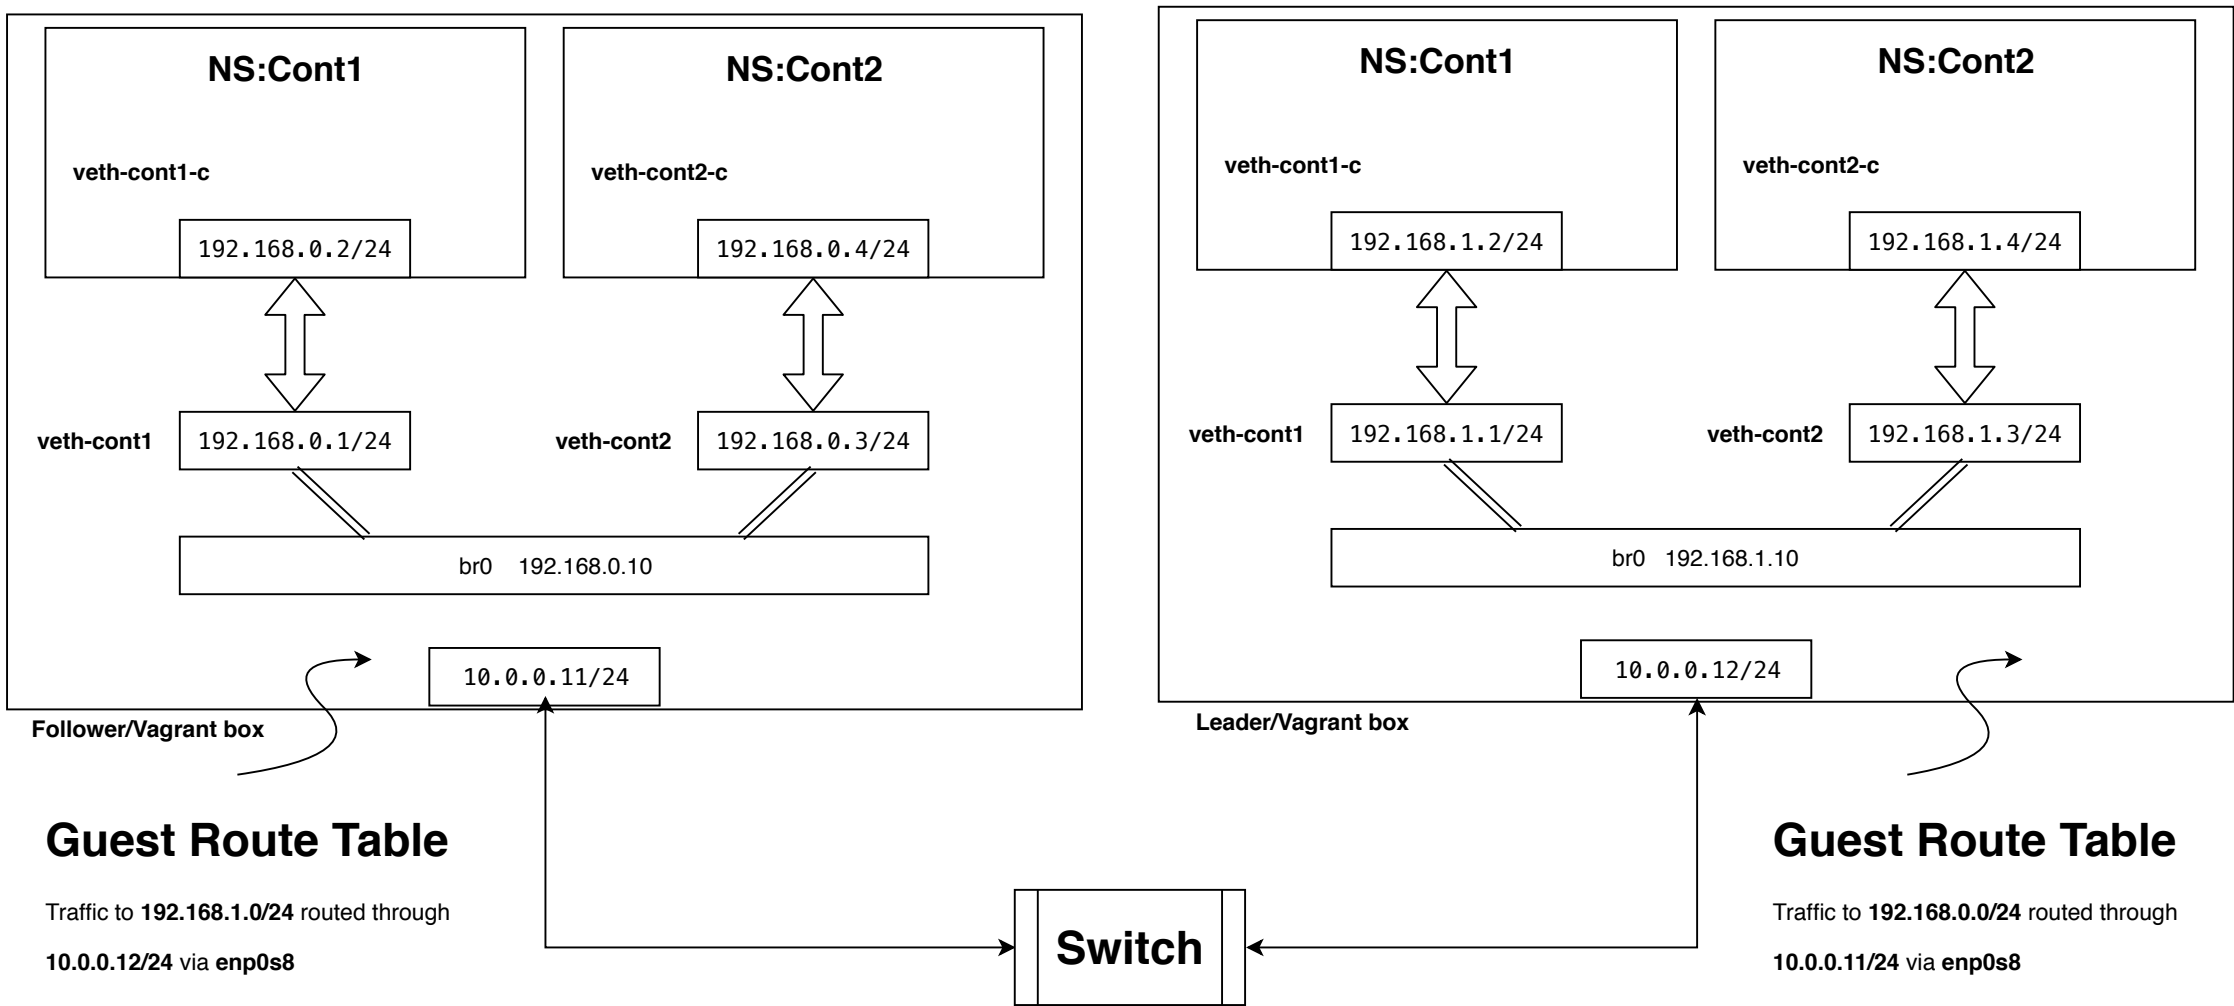 NS:Cont1
NS:Cont2
veth-cont1-c
veth-cont2-c
192.168.0.2/24
192.168.0.4/24
veth-cont1
192.168.0.1/24
veth-cont2
192.168.0.3/24
br0 192.168.0.10
10.0.0.11/24
Follower/Vagrant box
NS:Cont1
NS:Cont2
veth-cont1-c
veth-cont2-c
192.168.1.2/24
192.168.1.4/24
veth-cont1
192.168.1.1/24
veth-cont2
192.168.1.3/24
br0 192.168.1.10
10.0.0.12/24
Leader/Vagrant box
Guest Route Table
Traffic to 192.168.1.0/24 routed through
10.0.0.12/24 via enp0s8
Switch
Guest Route Table
Traffic to 192.168.0.0/24 routed through
10.0.0.11/24 via enp0s8